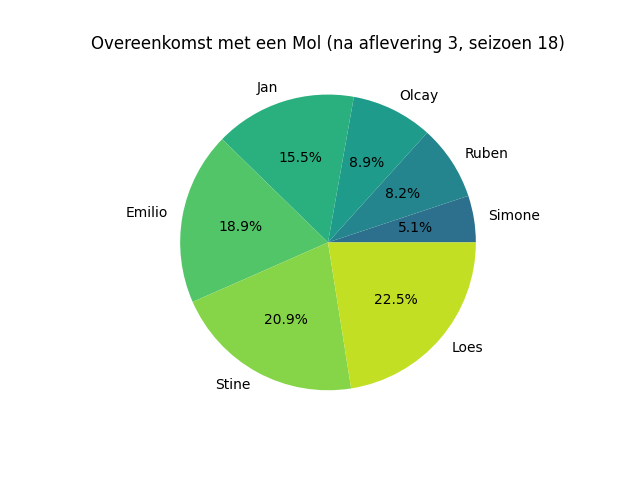 Overeenkomst met een Mol (na aflevering 3, seizoen 18)
Jan
Olcay
15.5%
8.9%
Ruben
8.2%
Emilio
18.9%
Simone
5.1%
22.5%
20.9%
Loes
Stine